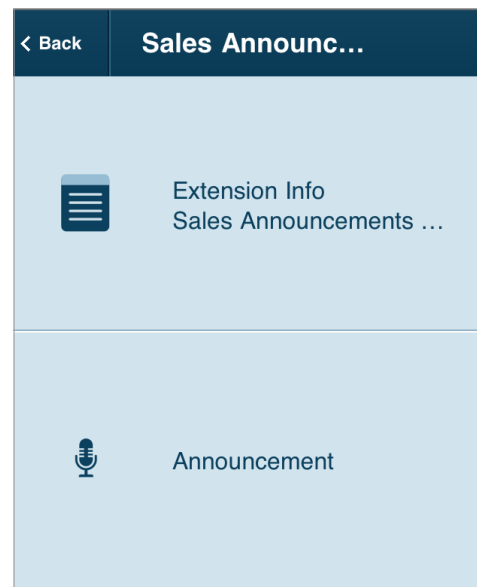 Back
Sales Announc...
Extension Info
Sales Announcements ...
Announcement